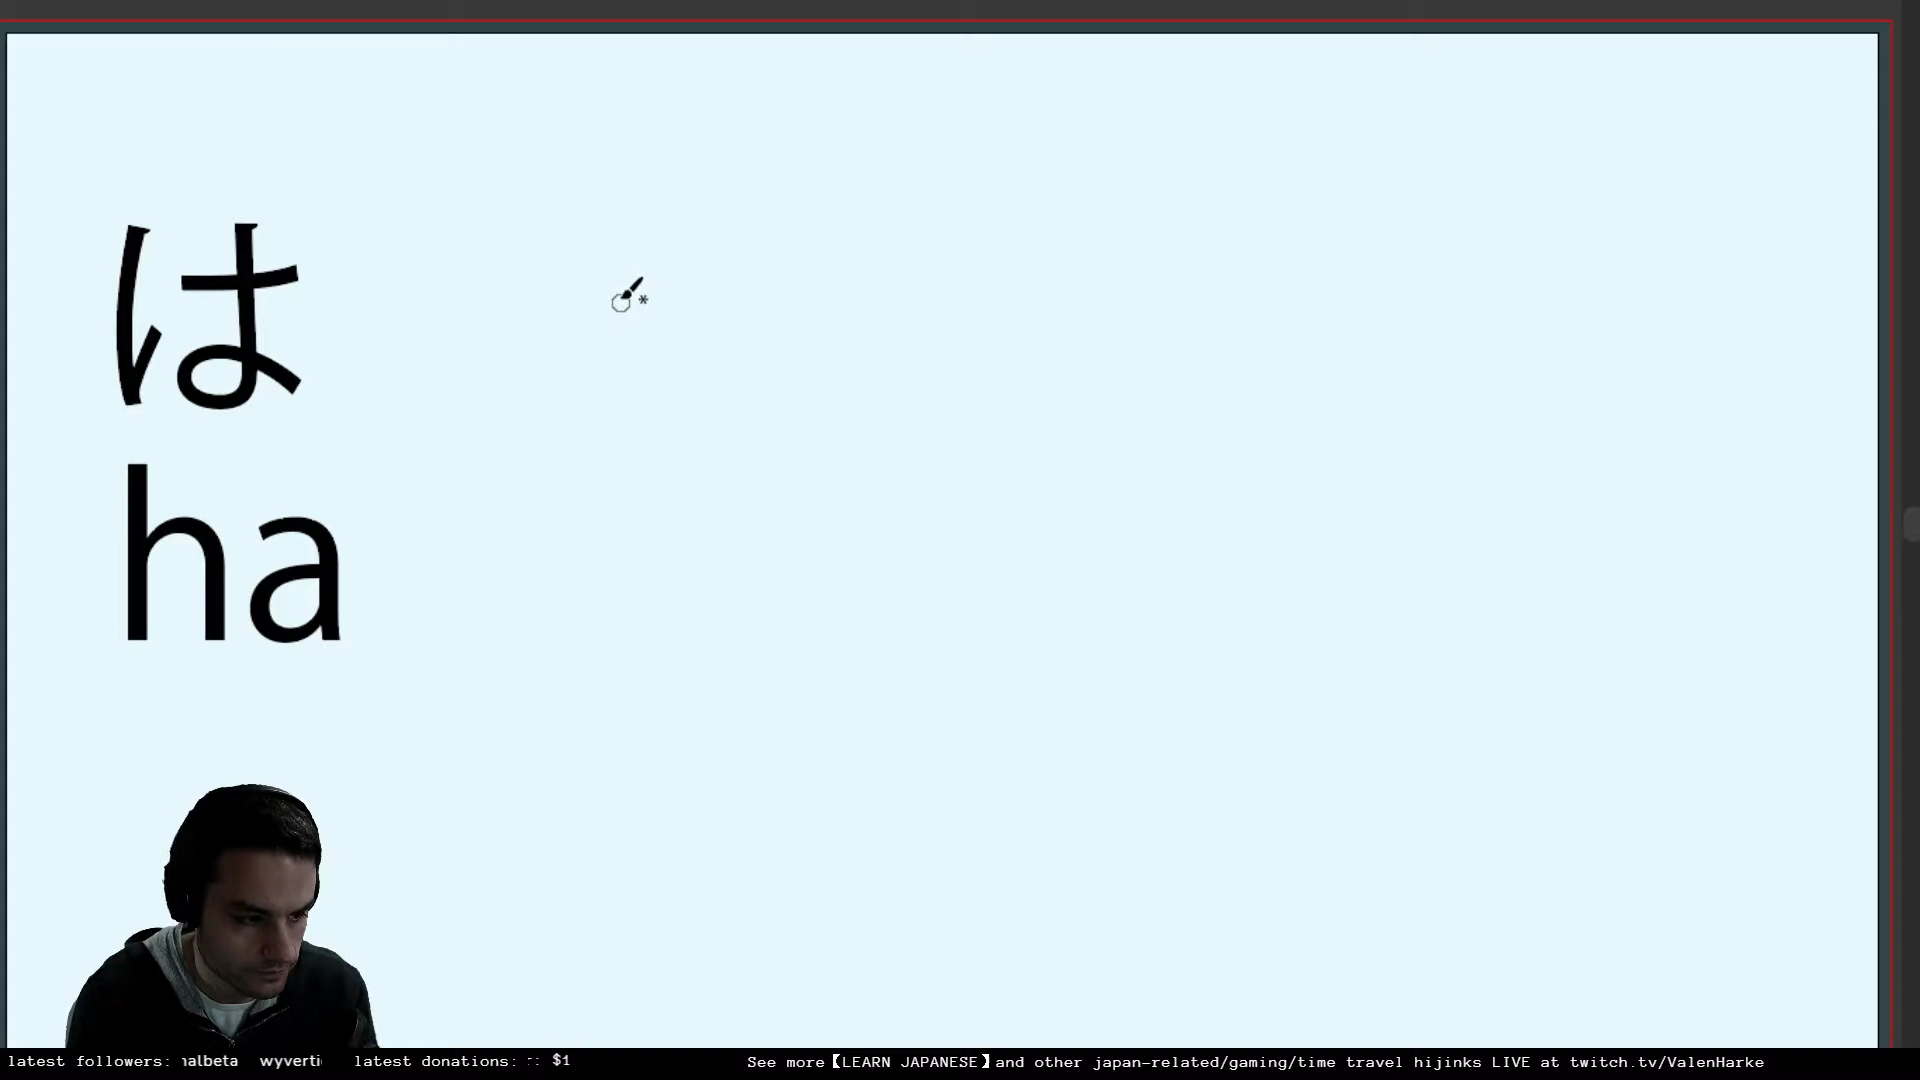 は
ha
latest followers: nalbeta wyverti latest donations: $1 See more【LEARN JAPANESE】and other japan-related/gaming/time travel hijinks LIVE at twitch.tv/ValenHarke